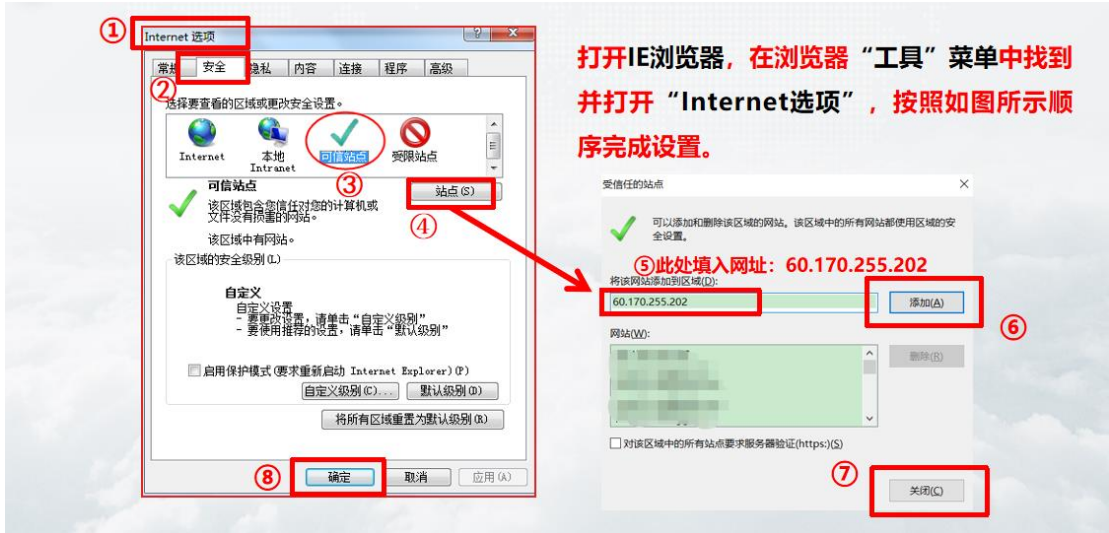 ①
Internet 选项
常规 安全 隐私 内容 连接 程序 高级
②
选择要查看的区域或更改安全设置。
Internet 本地 Intranet 可信站点 受限站点
③
可信站点
站点(S)
该区域包含您信任对您的计算机或
文件没有损害的网站。
④
该区域中有网站。
该区域的安全级别(L)
自定义
自定义设置
- 要更改设置，请单击“自定义级别”
- 要使用推荐的设置，请单击“默认级别”
启用保护模式(要求重新启动 Internet Explorer)(P)
自定义级别(C)... 默认级别(D)
将所有区域重置为默认级别(R)
⑧
确定 取消 应用(A)
打开IE浏览器，在浏览器“工具”菜单中找到
并打开“Internet选项”，按照如图所示顺
序完成设置。
受信任的站点
可以添加和删除该区域的网站。该区域中的所有网站都使用区域的安
全设置。
⑤此处填入网址：60.170.255.202
将该网站添加到区域(D):
60.170.255.202 添加(A)
⑥
网站(W):
删除(R)
对该区域中的所有站点要求服务器验证(https:)(S)
⑦
关闭(C)